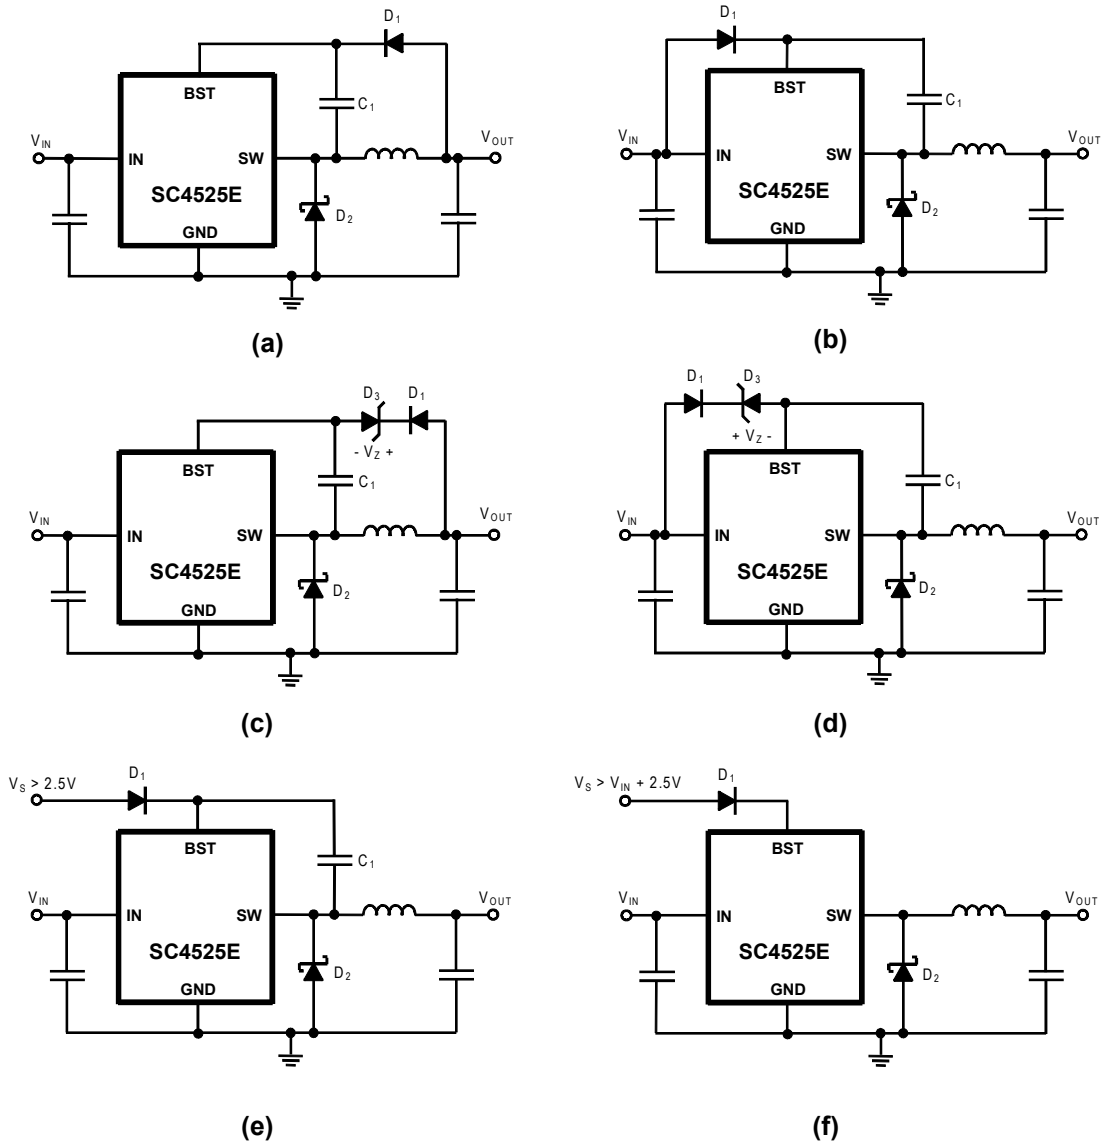 D1
BST
C1
VIN
IN
SW
VOUT
SC4525E
D2
GND
(a)
D1
BST
C1
VIN
IN
SW
VOUT
SC4525E
D2
GND
(b)
D3 D1
- VZ +
BST
C1
VIN
IN
SW
VOUT
SC4525E
D2
GND
(c)
D1 D3
+ VZ -
BST
C1
VIN
IN
SW
VOUT
SC4525E
D2
GND
(d)
VS > 2.5V
D1
BST
C1
VIN
IN
SW
VOUT
SC4525E
D2
GND
(e)
VS > VIN + 2.5V
D1
BST
VIN
IN
SW
VOUT
SC4525E
D2
GND
(f)